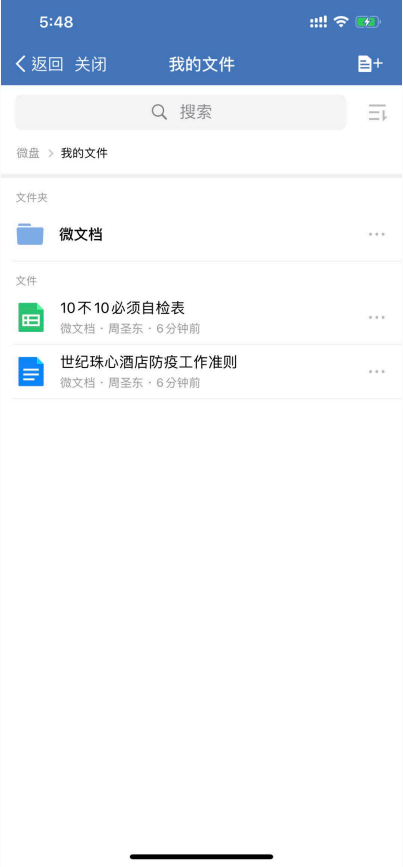 5:48
返回 关闭 我的文件
搜索
微盘 > 我的文件
文件夹
微文档
文件
10不10必须自检表
微文档 · 周圣东 · 6分钟前
世纪珠心酒店防疫工作准则
微文档 · 周圣东 · 6分钟前